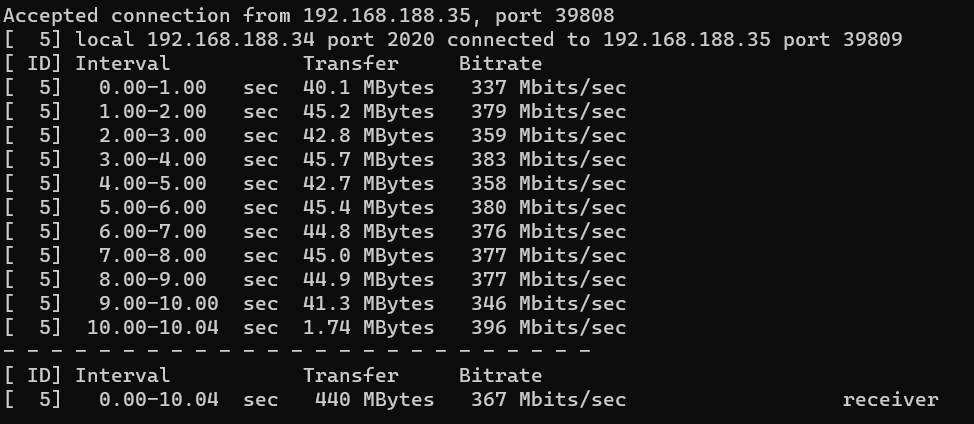 Accepted connection from 192.168.188.35, port 39808
[  5] local 192.168.188.34 port 2020 connected to 192.168.188.35 port 39809
[ ID] Interval           Transfer     Bitrate
[  5]   0.00-1.00   sec  40.1 MBytes   337 Mbits/sec
[  5]   1.00-2.00   sec  45.2 MBytes   379 Mbits/sec
[  5]   2.00-3.00   sec  42.8 MBytes   359 Mbits/sec
[  5]   3.00-4.00   sec  45.7 MBytes   383 Mbits/sec
[  5]   4.00-5.00   sec  42.7 MBytes   358 Mbits/sec
[  5]   5.00-6.00   sec  45.4 MBytes   380 Mbits/sec
[  5]   6.00-7.00   sec  44.8 MBytes   376 Mbits/sec
[  5]   7.00-8.00   sec  45.0 MBytes   377 Mbits/sec
[  5]   8.00-9.00   sec  44.9 MBytes   377 Mbits/sec
[  5]   9.00-10.00  sec  41.3 MBytes   346 Mbits/sec
[  5]  10.00-10.04  sec  1.74 MBytes   396 Mbits/sec
- - - - - - - - - - - - - - - - - - - - - - - - -
[ ID] Interval           Transfer     Bitrate
[  5]   0.00-10.04  sec   440 MBytes   367 Mbits/sec                  receiver